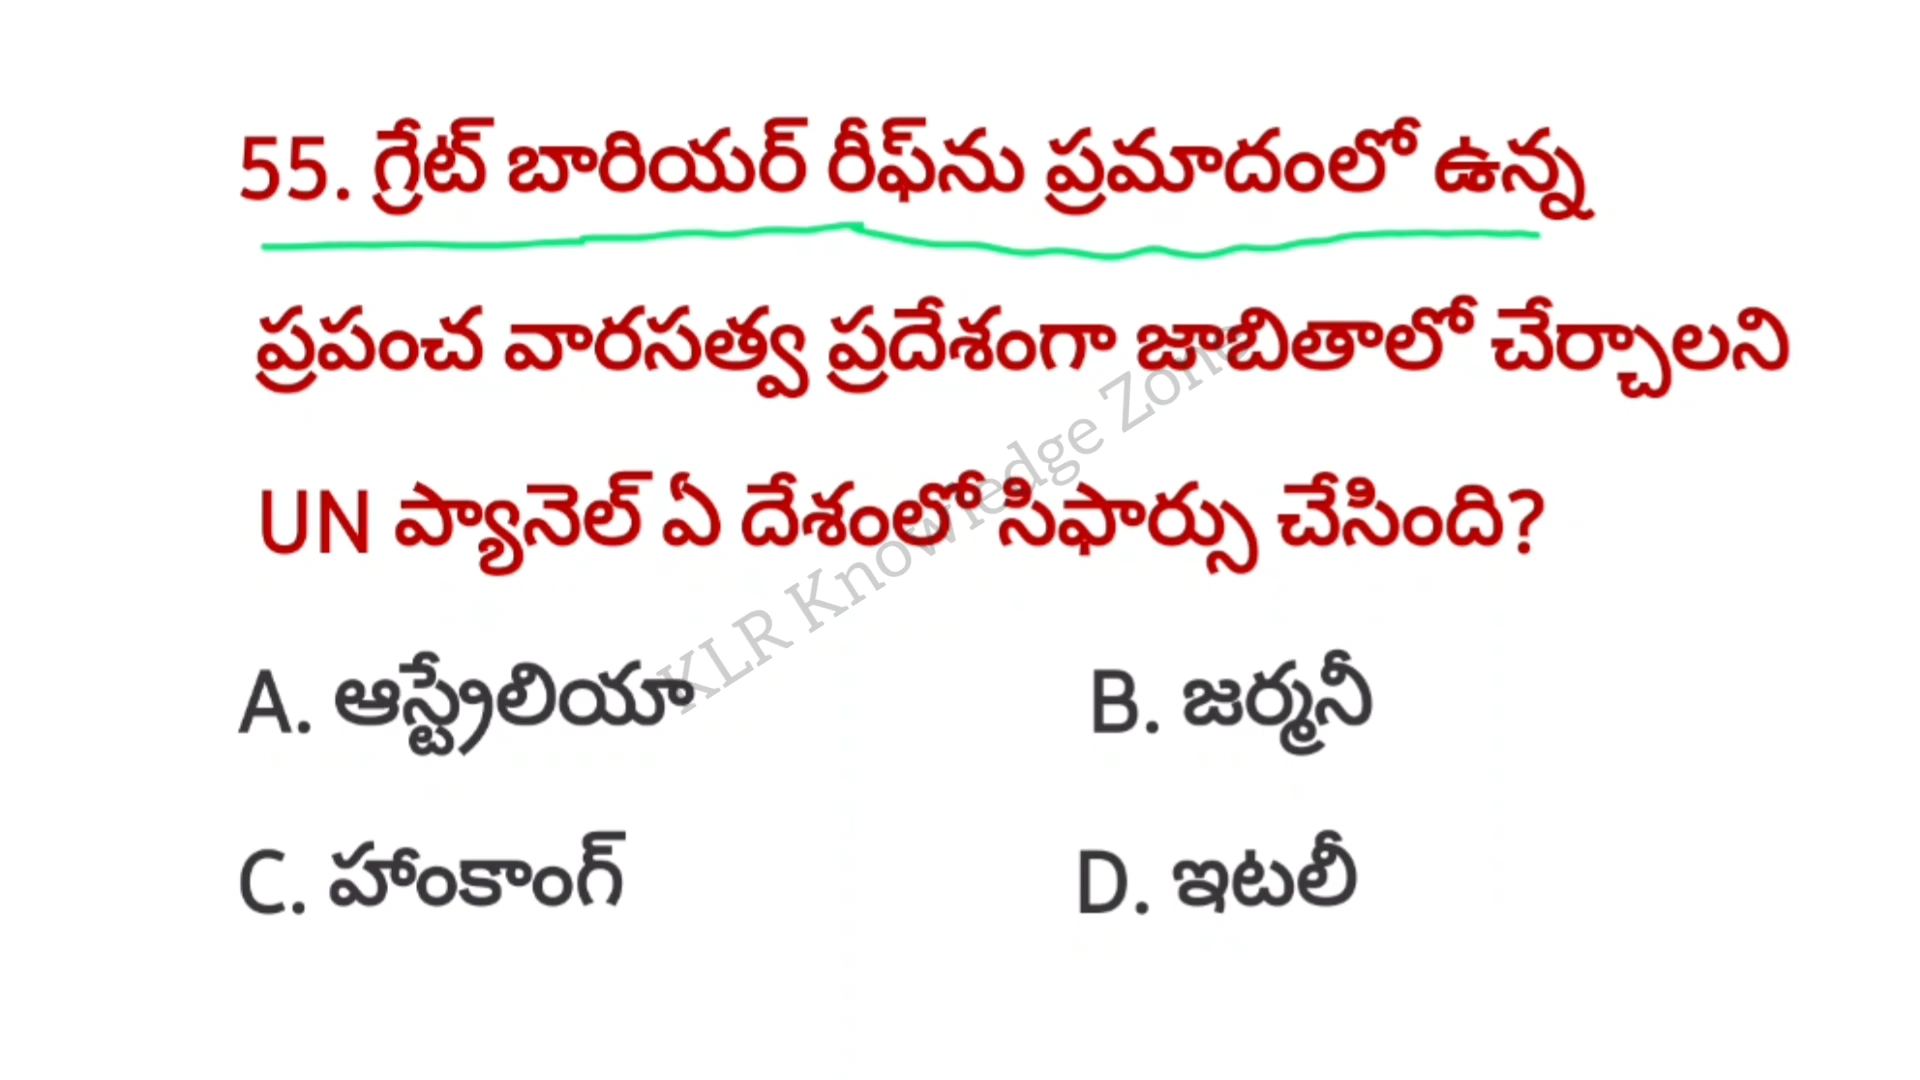 55. గ్రేట్ బారియర్ రీఫ్‌ను ప్రమాదంలో ఉన్న
ప్రపంచ వారసత్వ ప్రదేశంగా జాబితాలో చేర్చాలని
UN ప్యానెల్ ఏ దేశంలో సిఫార్సు చేసింది?
A. ఆస్ట్రేలియా
B. జర్మనీ
C. హాంకాంగ్
D. ఇటలీ
KLR Knowledge Zone